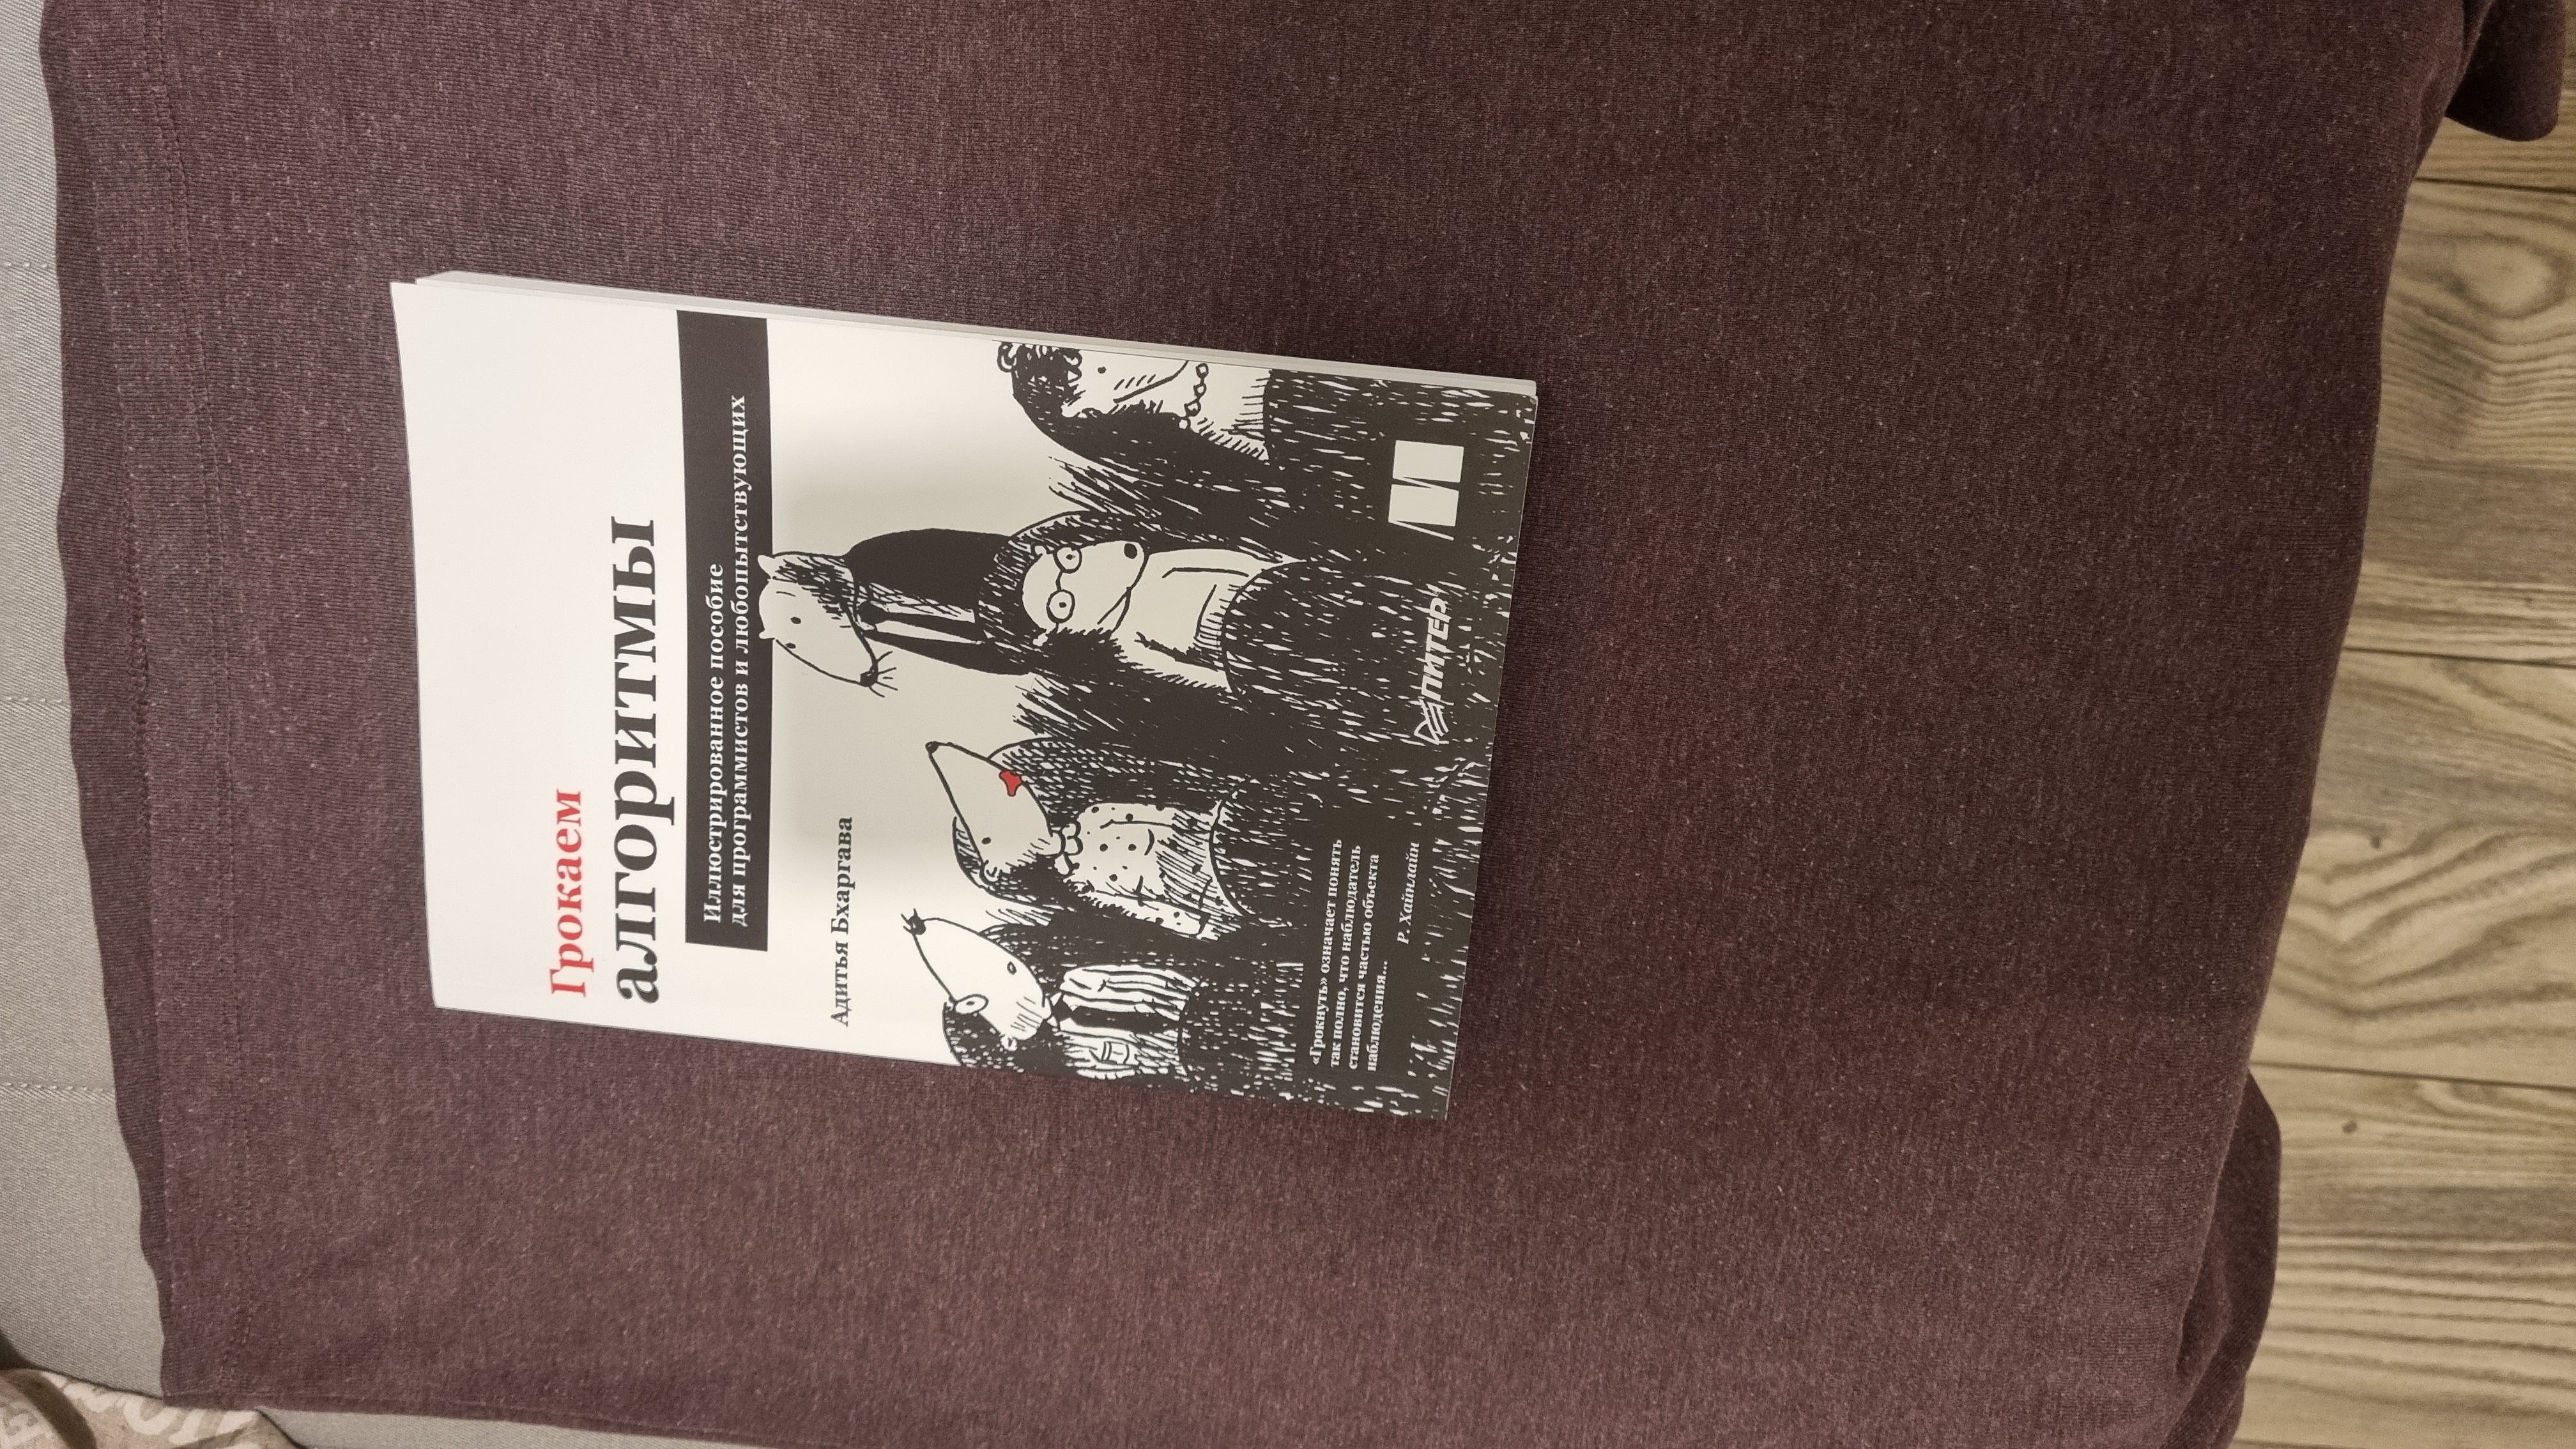 Грокаем
алгоритмы
Иллюстрированное пособие
для программистов и любопытствующих
Адитья Бхаргава
«Грокнуть» означает понять
так полно, что наблюдатель
становится частью объекта
наблюдения...
Р. Хайнлайн
ПИТЕР